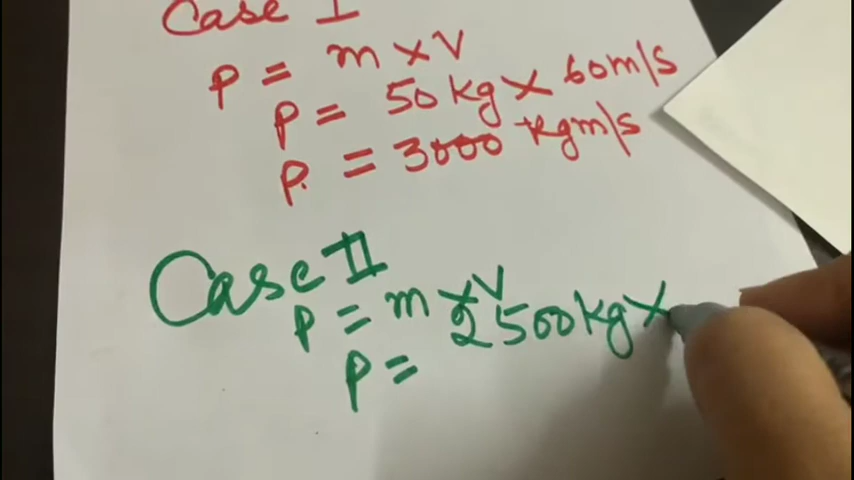 Case I
P = m x v
P = 50 kg x 60 m/s
P. = 3000 kgm/s
Case II
P = m x v
P = 2500 kg x